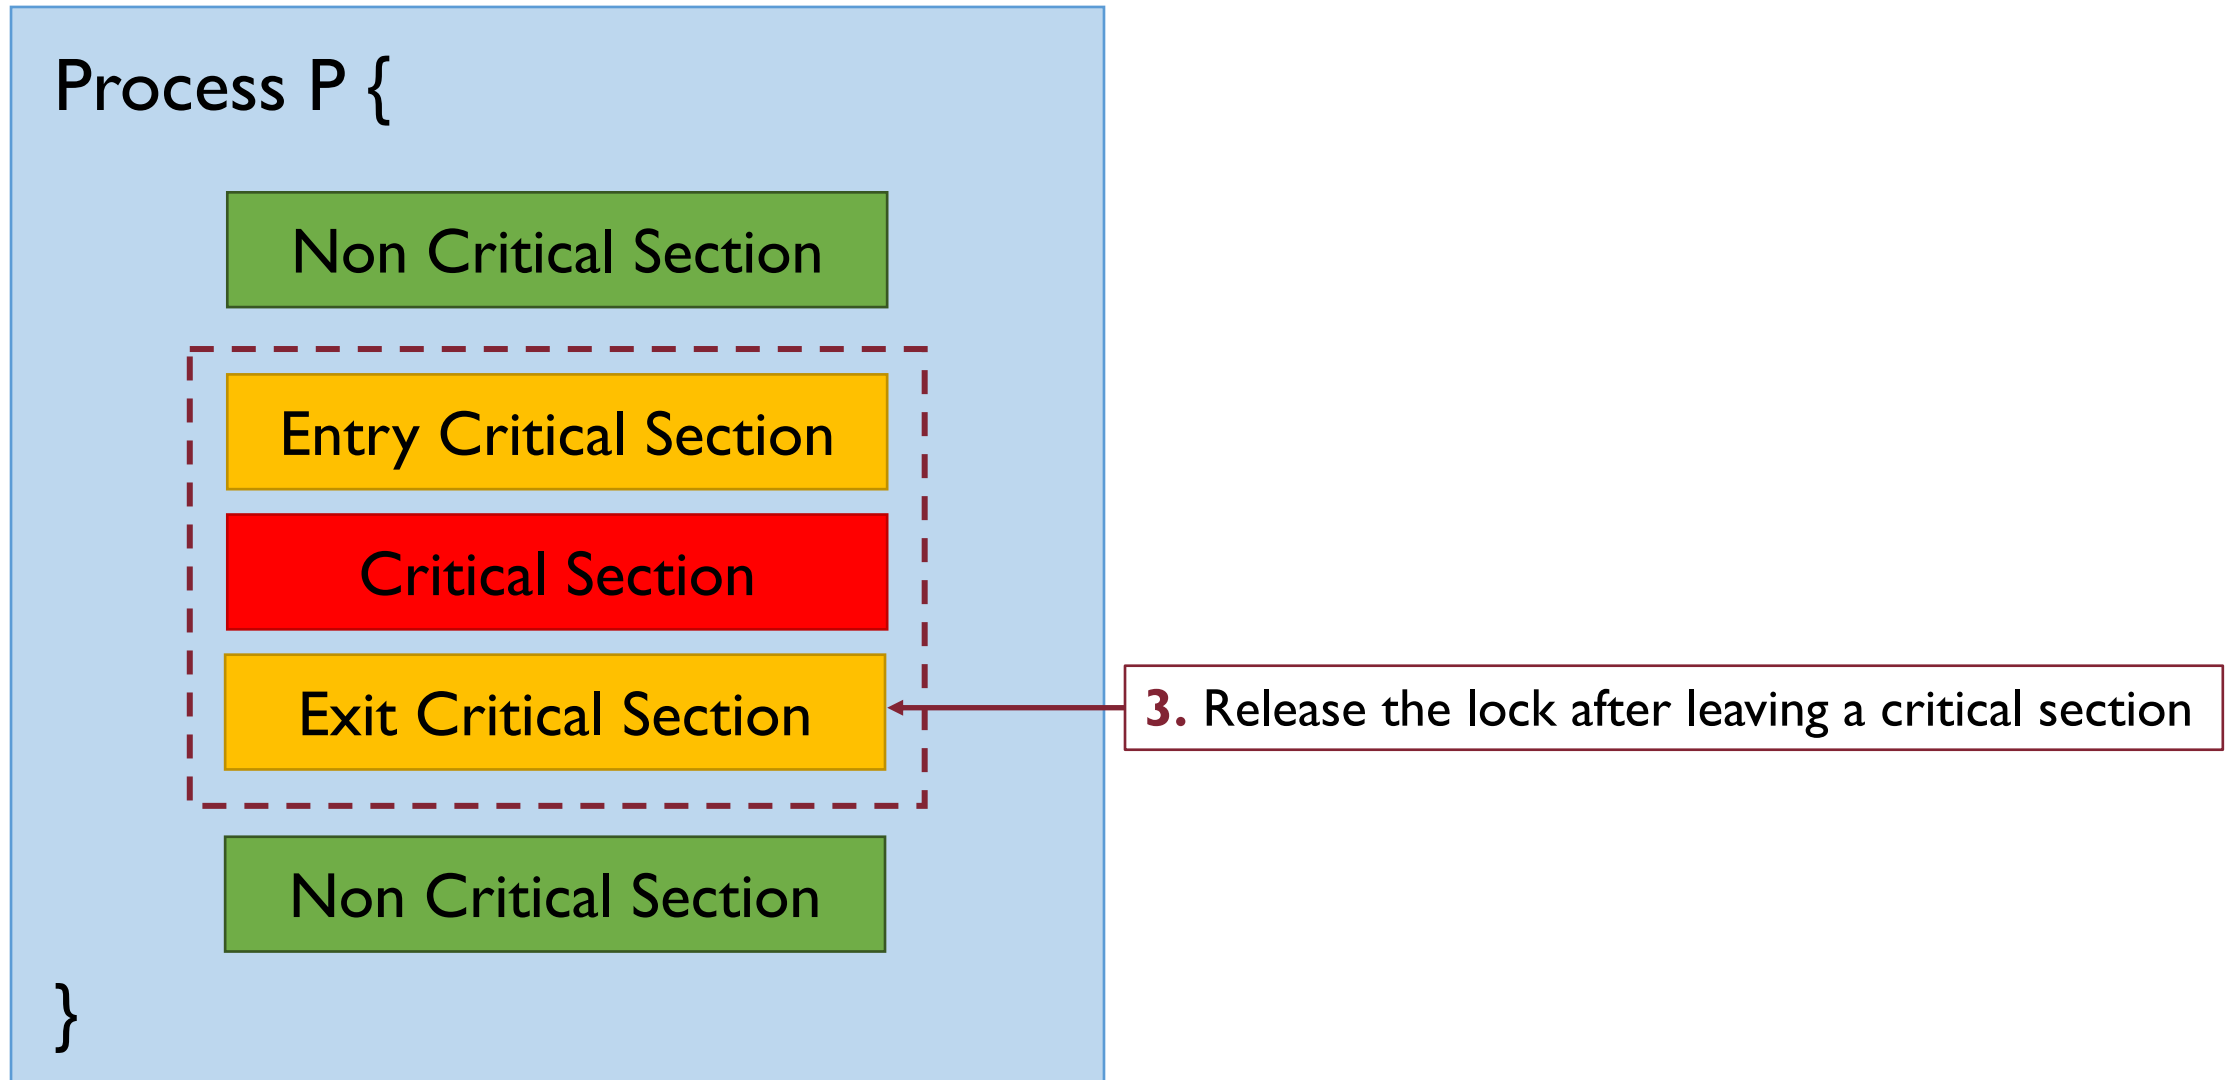 Process P {
Non Critical Section
Entry Critical Section
Critical Section
Exit Critical Section
3. Release the lock after leaving a critical section
Non Critical Section
}